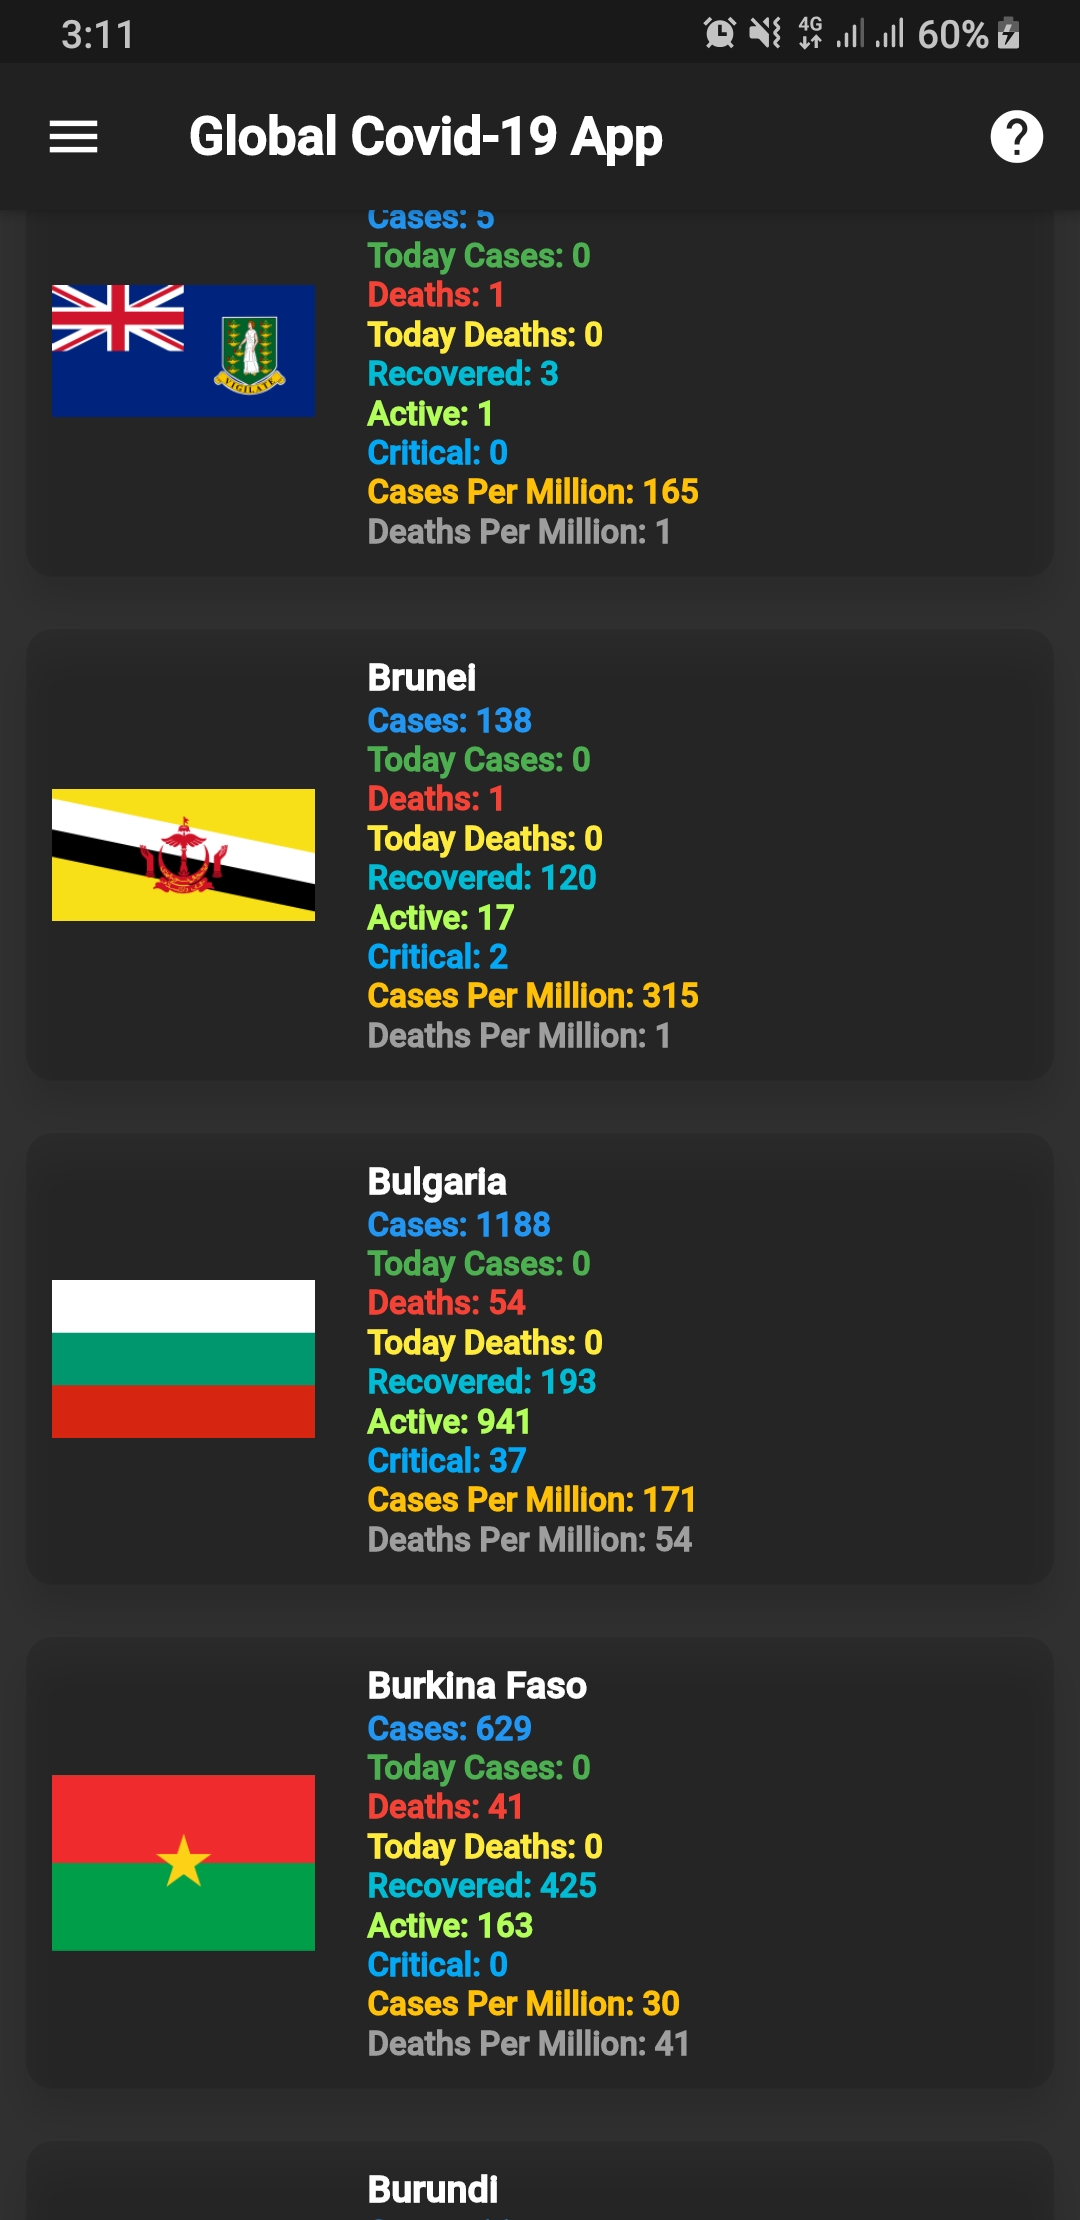 3:11
4G
60%
Global Covid-19 App
Cases: 5
Today Cases: 0
Deaths: 1
Today Deaths: 0
Recovered: 3
Active: 1
Critical: 0
Cases Per Million: 165
Deaths Per Million: 1
VIGILATE
Brunei
Cases: 138
Today Cases: 0
Deaths: 1
Today Deaths: 0
Recovered: 120
Active: 17
Critical: 2
Cases Per Million: 315
Deaths Per Million: 1
Bulgaria
Cases: 1188
Today Cases: 0
Deaths: 54
Today Deaths: 0
Recovered: 193
Active: 941
Critical: 37
Cases Per Million: 171
Deaths Per Million: 54
Burkina Faso
Cases: 629
Today Cases: 0
Deaths: 41
Today Deaths: 0
Recovered: 425
Active: 163
Critical: 0
Cases Per Million: 30
Deaths Per Million: 41
Burundi